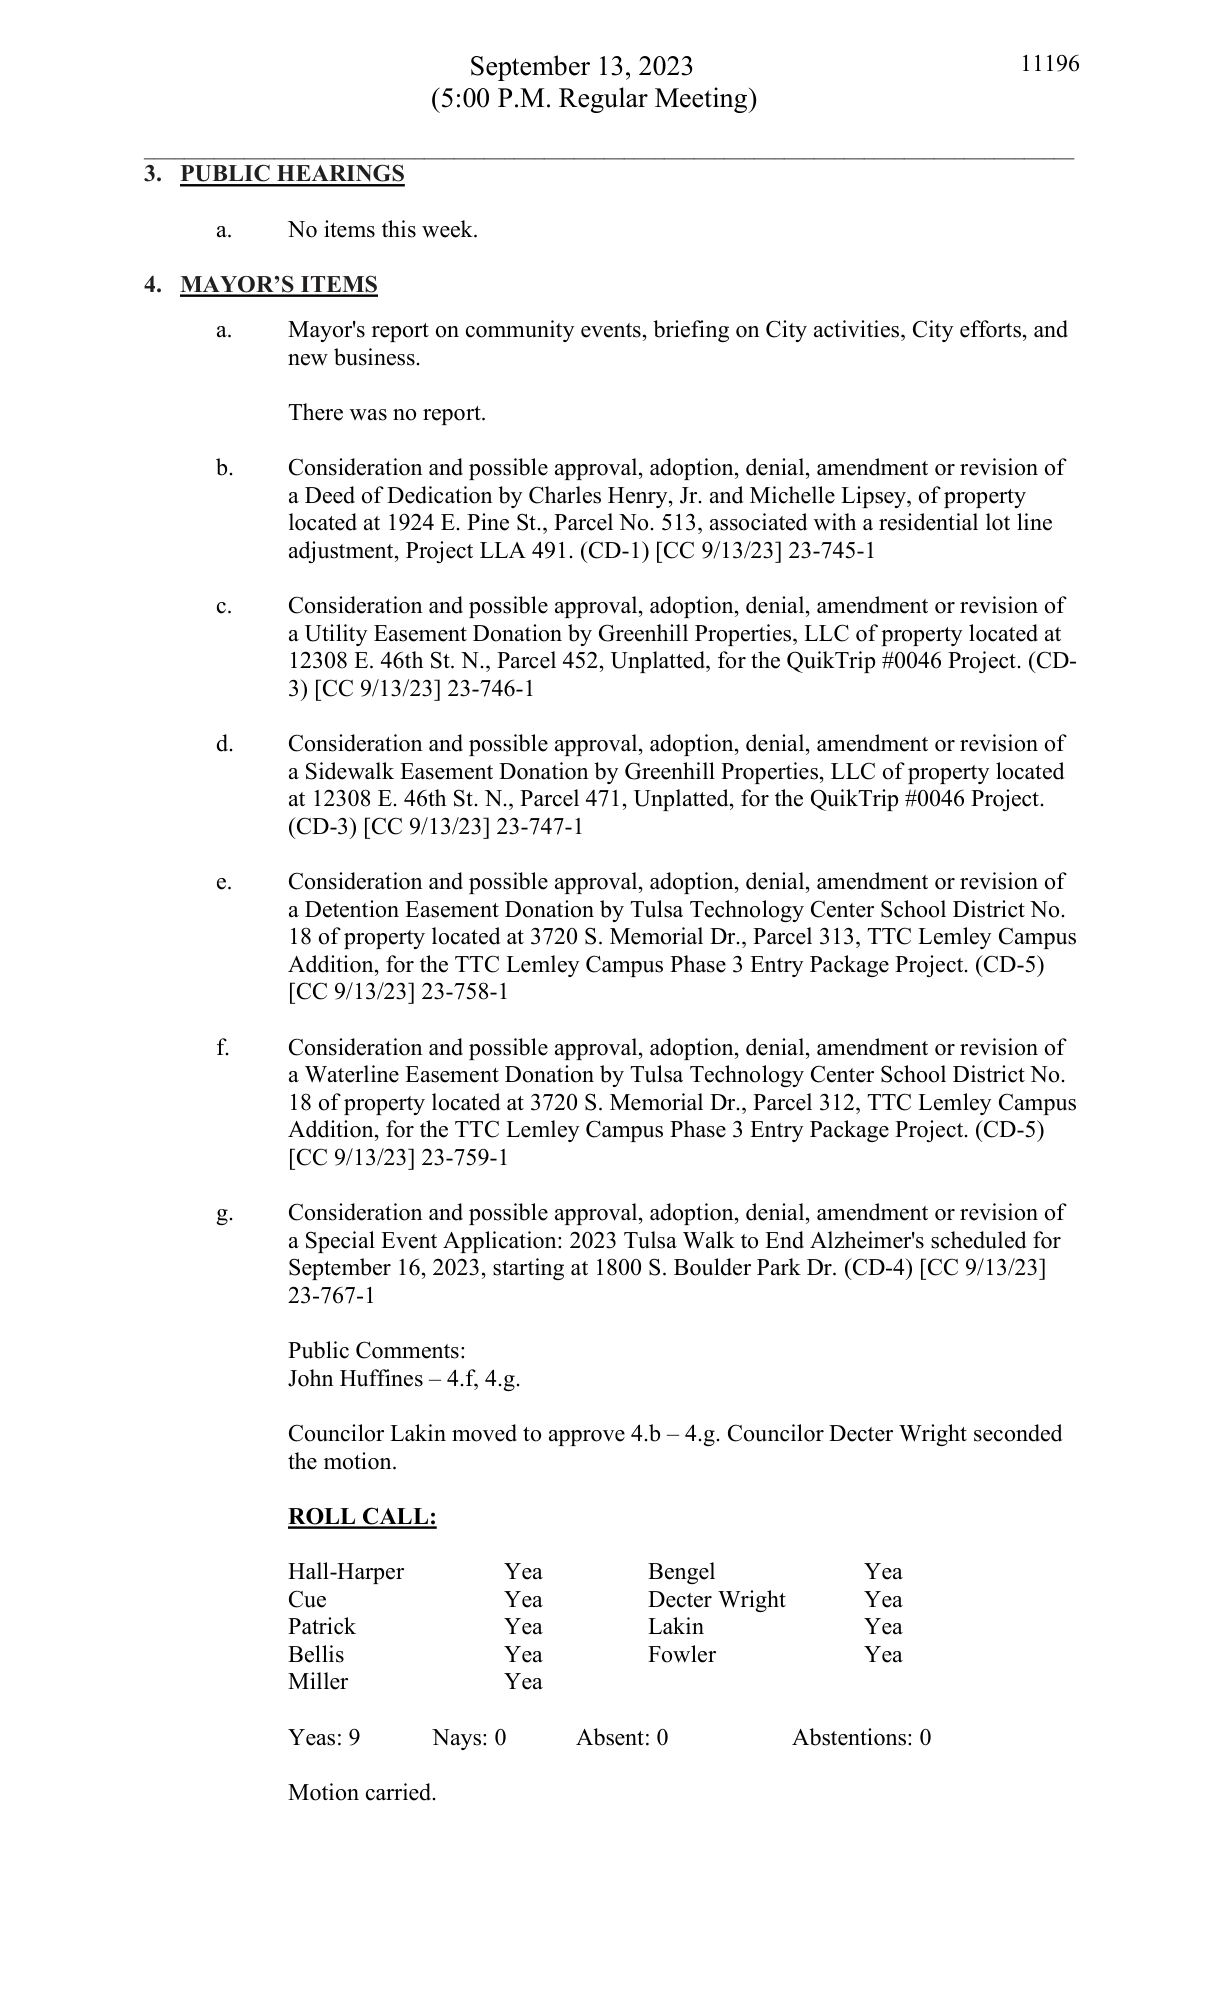 September 13, 2023
11196
(5:00 P.M. Regular Meeting)
3. PUBLIC HEARINGS
a. No items this week.
4. MAYOR’S ITEMS
a. Mayor's report on community events, briefing on City activities, City efforts, and
new business.
There was no report.
b. Consideration and possible approval, adoption, denial, amendment or revision of
a Deed of Dedication by Charles Henry, Jr. and Michelle Lipsey, of property
located at 1924 E. Pine St., Parcel No. 513, associated with a residential lot line
adjustment, Project LLA 491. (CD-1) [CC 9/13/23] 23-745-1
c. Consideration and possible approval, adoption, denial, amendment or revision of
a Utility Easement Donation by Greenhill Properties, LLC of property located at
12308 E. 46th St. N., Parcel 452, Unplatted, for the QuikTrip #0046 Project. (CD-
3) [CC 9/13/23] 23-746-1
d. Consideration and possible approval, adoption, denial, amendment or revision of
a Sidewalk Easement Donation by Greenhill Properties, LLC of property located
at 12308 E. 46th St. N., Parcel 471, Unplatted, for the QuikTrip #0046 Project.
(CD-3) [CC 9/13/23] 23-747-1
e. Consideration and possible approval, adoption, denial, amendment or revision of
a Detention Easement Donation by Tulsa Technology Center School District No.
18 of property located at 3720 S. Memorial Dr., Parcel 313, TTC Lemley Campus
Addition, for the TTC Lemley Campus Phase 3 Entry Package Project. (CD-5)
[CC 9/13/23] 23-758-1
f. Consideration and possible approval, adoption, denial, amendment or revision of
a Waterline Easement Donation by Tulsa Technology Center School District No.
18 of property located at 3720 S. Memorial Dr., Parcel 312, TTC Lemley Campus
Addition, for the TTC Lemley Campus Phase 3 Entry Package Project. (CD-5)
[CC 9/13/23] 23-759-1
g. Consideration and possible approval, adoption, denial, amendment or revision of
a Special Event Application: 2023 Tulsa Walk to End Alzheimer's scheduled for
September 16, 2023, starting at 1800 S. Boulder Park Dr. (CD-4) [CC 9/13/23]
23-767-1
Public Comments:
John Huffines – 4.f, 4.g.
Councilor Lakin moved to approve 4.b – 4.g. Councilor Decter Wright seconded
the motion.
ROLL CALL:
Hall-Harper Yea Bengel Yea
Cue Yea Decter Wright Yea
Patrick Yea Lakin Yea
Bellis Yea Fowler Yea
Miller Yea
Yeas: 9 Nays: 0 Absent: 0 Abstentions: 0
Motion carried.